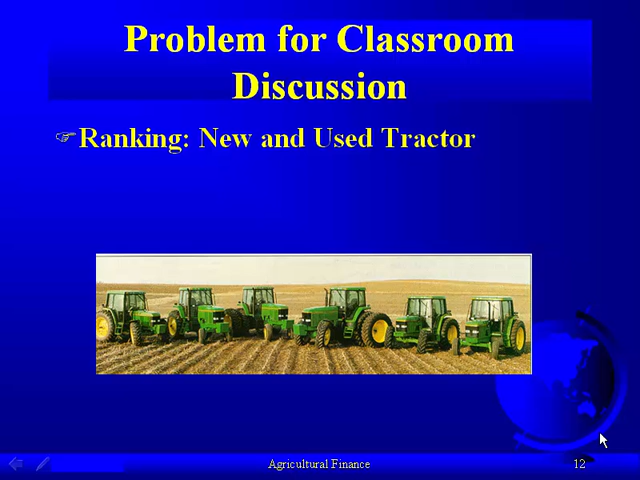 Problem for Classroom
Discussion
Ranking: New and Used Tractor
Agricultural Finance
12